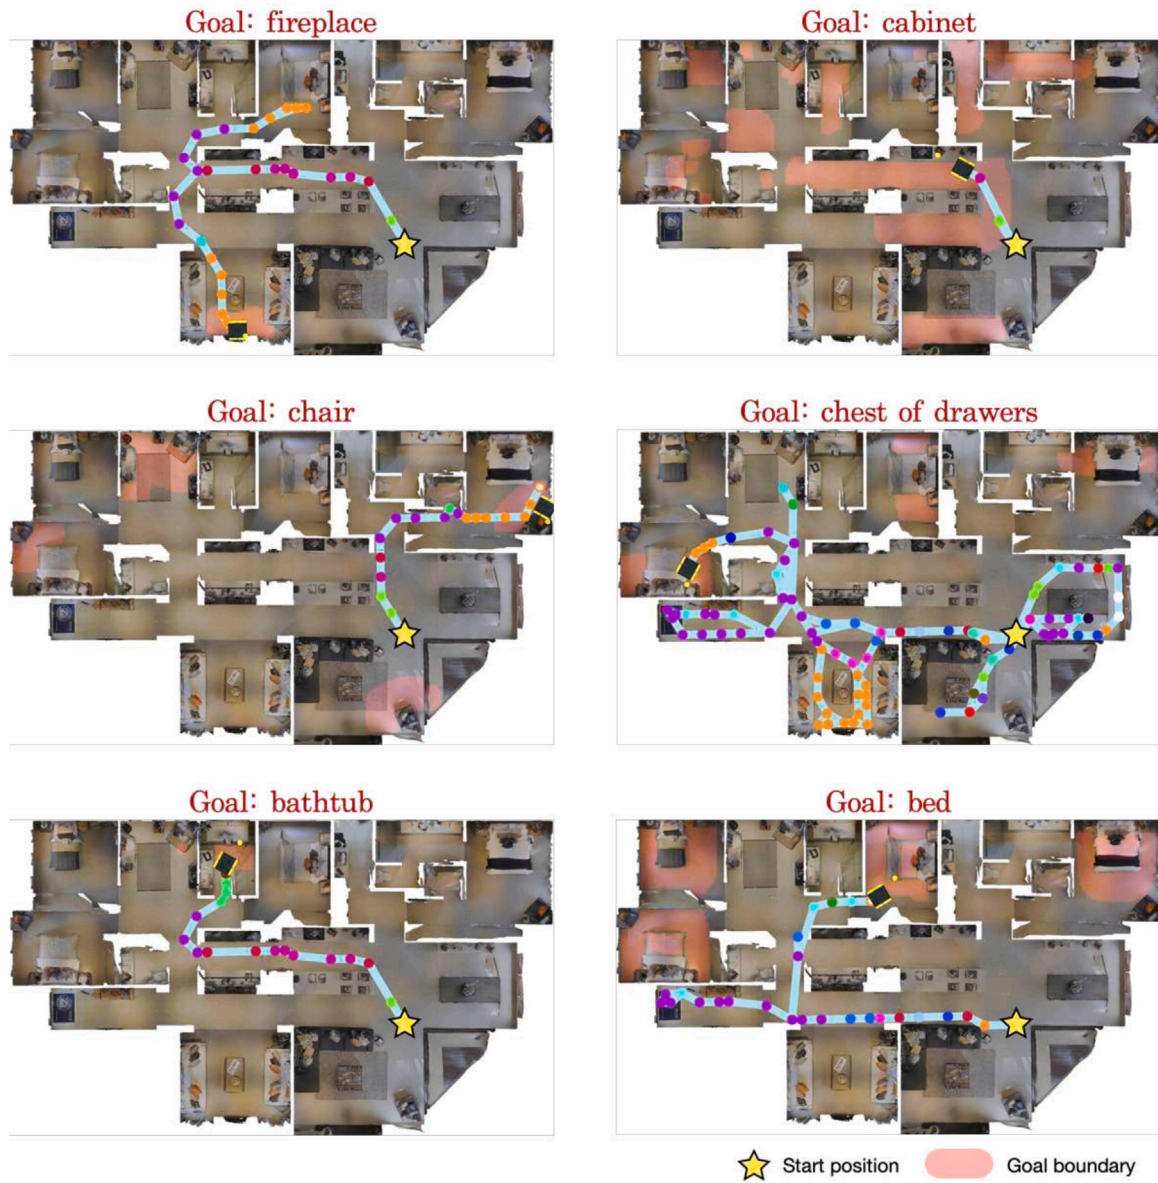 Goal: fireplace
Goal: cabinet
Goal: chair
Goal: chest of drawers
Goal: bathtub
Goal: bed
Start position
Goal boundary